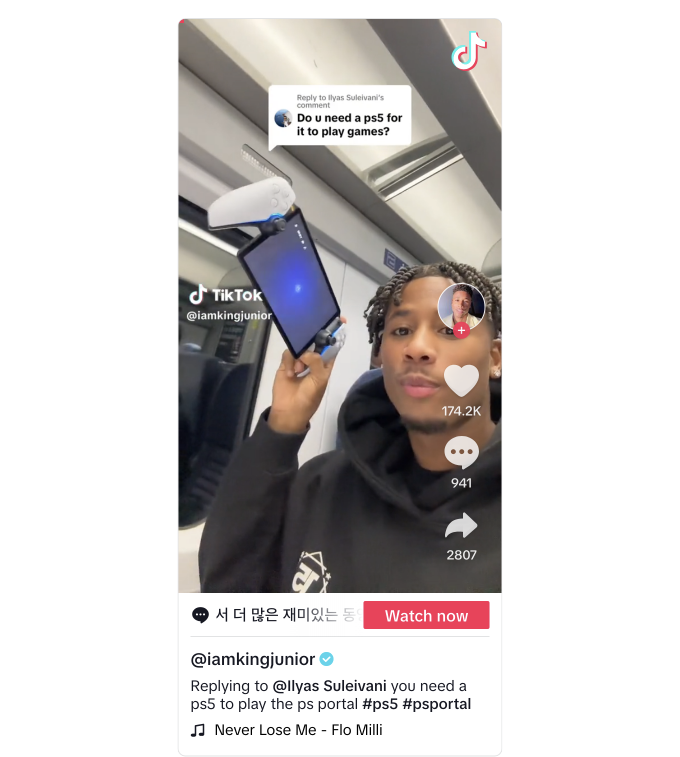 Reply to Ilyas Suleivani's
comment
Do u need a ps5 for
it to play games?
TikTok
@iamkingjunior
174.2K
941
2807
서 더 많은 재미있는
Watch now
@iamkingjunior
Replying to @Ilyas Suleivani you need a
ps5 to play the ps portal #ps5 #psportal
Never Lose Me - Flo Milli